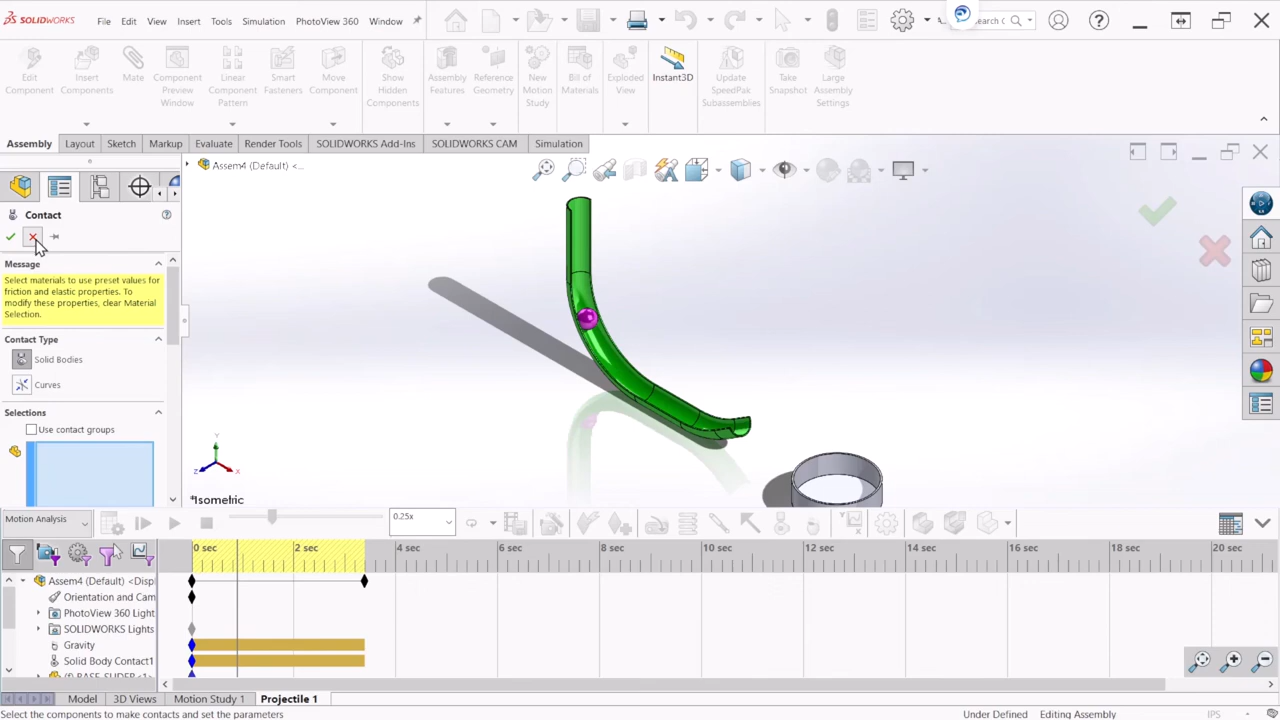 SOLIDWORKS File Edit View Insert Tools Simulation PhotoView 360 Window
A... earch
Edit Component
Insert Components
Mate
Component Preview Window
Linear Component Pattern
Smart Fasteners
Move Component
Show Hidden Components
Assembly Features
Reference Geometry
New Motion Study
Bill of Materials
Exploded View
Instant3D
Update SpeedPak Subassemblies
Take Snapshot
Large Assembly Settings
Assembly Layout Sketch Markup Evaluate Render Tools SOLIDWORKS Add-Ins SOLIDWORKS CAM Simulation
Assem4 (Default) <...
Contact
Message
Select materials to use preset values for
friction and elastic properties. To
modify these properties, clear Material
Selection.
Contact Type
Solid Bodies
Curves
Selections
Use contact groups
Y
Z X
*Isometric
Motion Analysis 0.25x
0 sec 2 sec 4 sec 6 sec 8 sec 10 sec 12 sec 14 sec 16 sec 18 sec 20 sec
Assem4 (Default) <Displ
Orientation and Cam
PhotoView 360 Light
SOLIDWORKS Lights
Gravity
Solid Body Contact1
(f) BASE-SLIDER <1>
Model 3D Views Motion Study 1 Projectile 1
Select the components to make contacts and set the parameters Under Defined Editing Assembly IPS